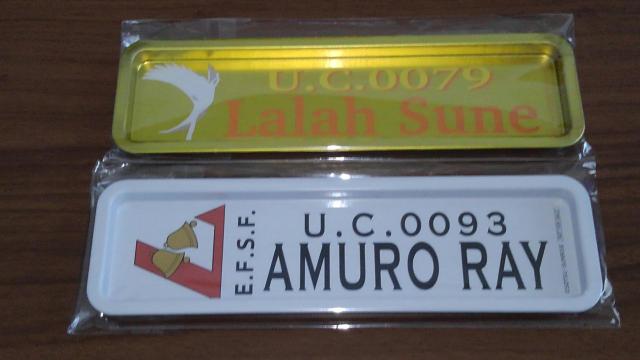 U.C.0079
Lalah Sune
E.F.S.F.
U.C.0093
AMURO RAY